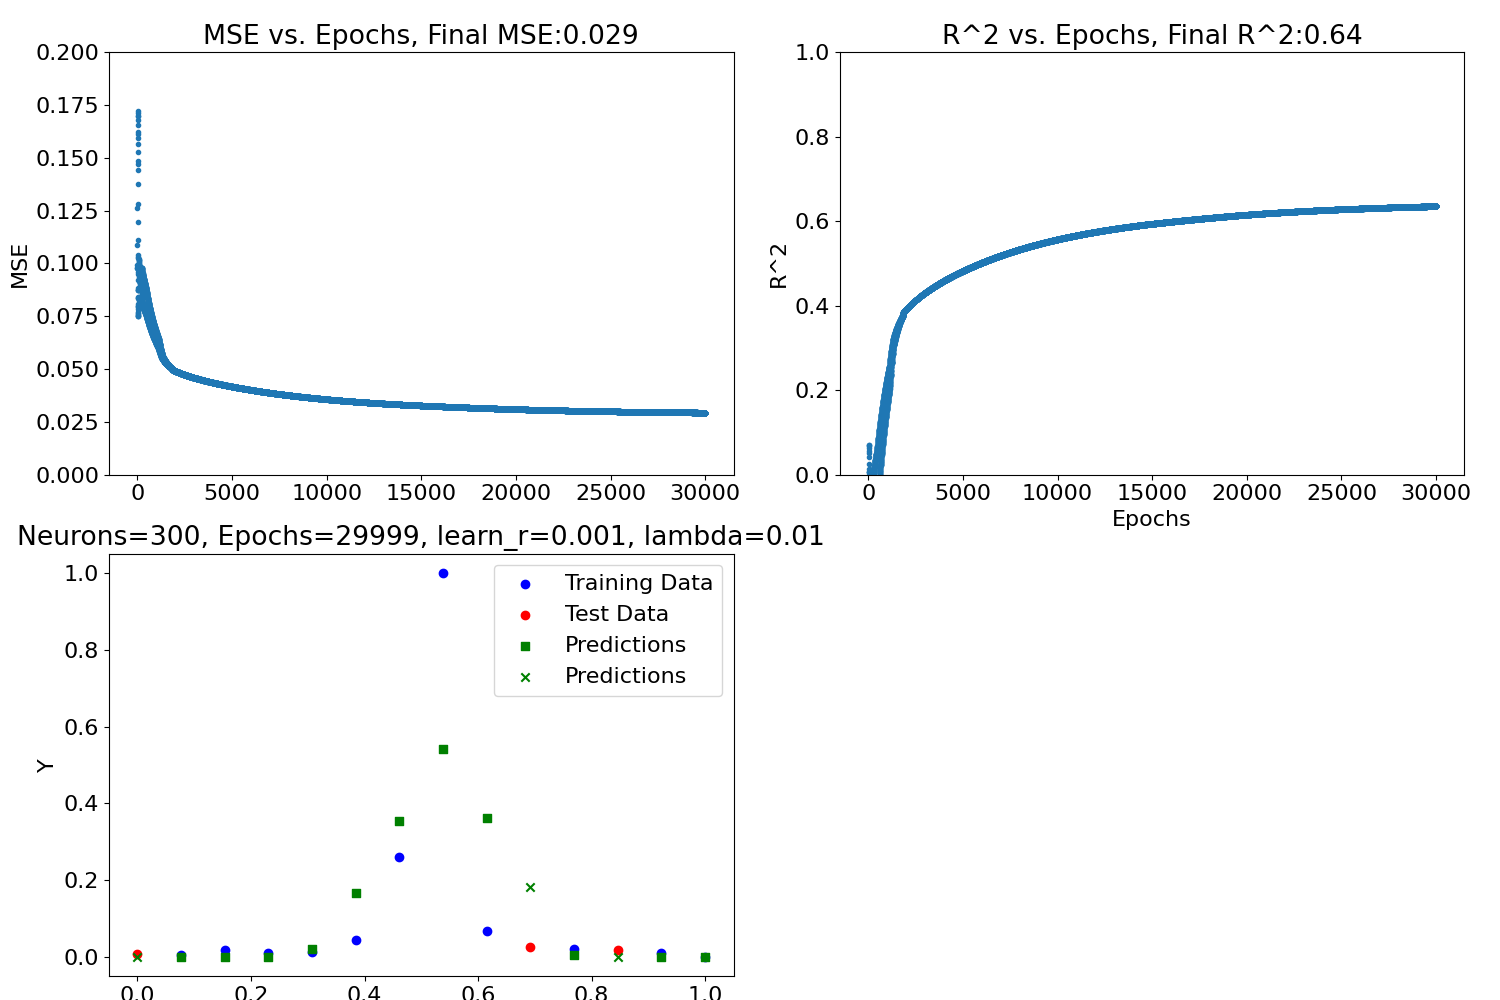 MSE vs. Epochs, Final MSE:0.029
0.200
0.175
0.150
0.125
0.100
0.075
0.050
0.025
0.000
MSE
0 5000 10000 15000 20000 25000 30000
R^2 vs. Epochs, Final R^2:0.64
1.0
0.8
0.6
0.4
0.2
0.0
R^2
0 5000 10000 15000 20000 25000 30000
Epochs
Neurons=300, Epochs=29999, learn_r=0.001, lambda=0.01
1.0
0.8
0.6
0.4
0.2
0.0
Y
Training Data
Test Data
Predictions
Predictions
0.0 0.2 0.4 0.6 0.8 1.0